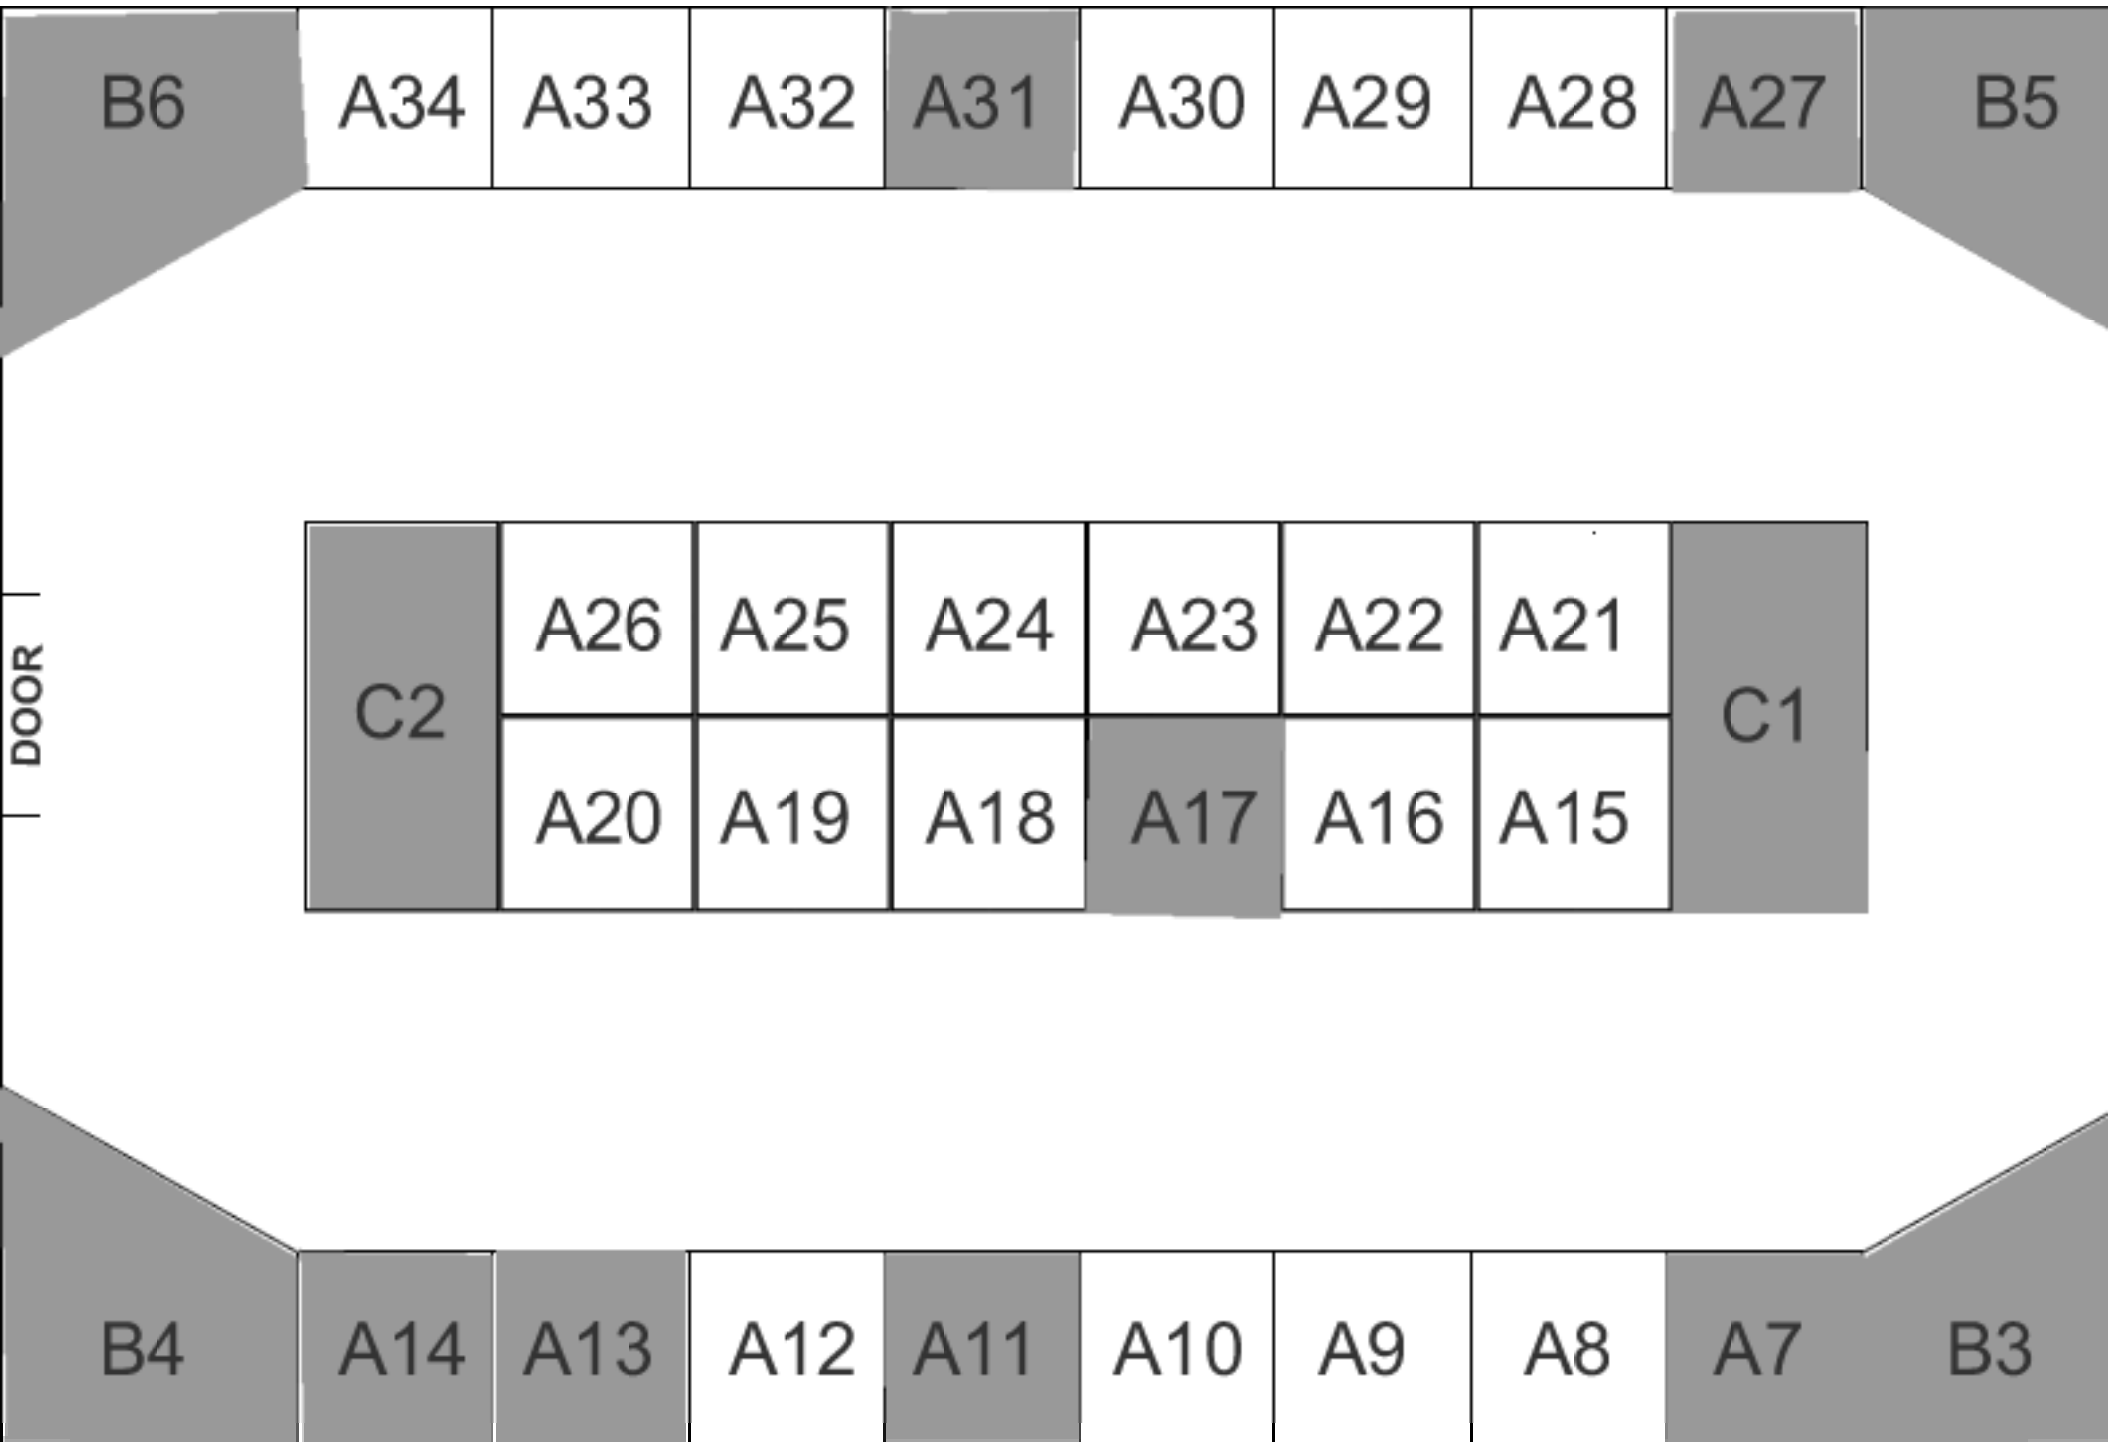 B6 A34 A33 A32 A31 A30 A29 A28 A27 B5
A26 A25 A24 A23 A22 A21
DOOR C2 C1
A20 A19 A18 A17 A16 A15
B4 A14 A13 A12 A11 A10 A9 A8 A7 B3